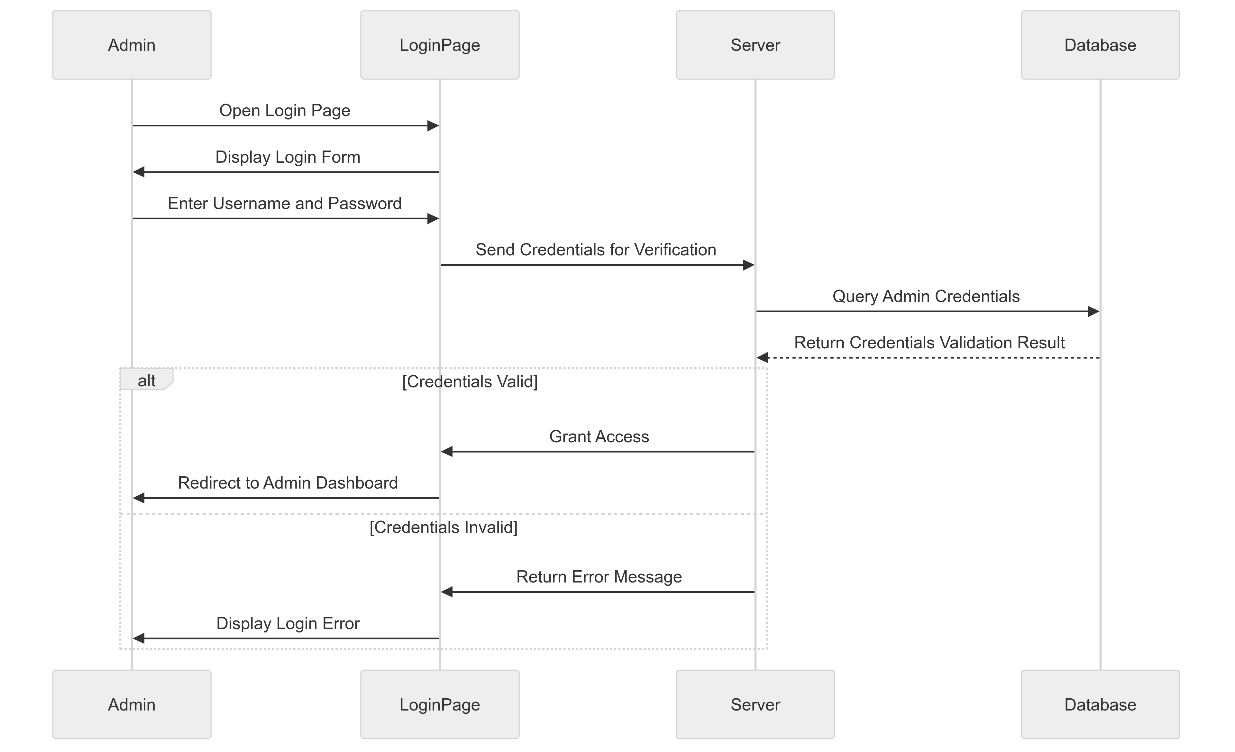 Admin
LoginPage
Server
Database
Open Login Page
Display Login Form
Enter Username and Password
Send Credentials for Verification
Query Admin Credentials
Return Credentials Validation Result
alt
[Credentials Valid]
Grant Access
Redirect to Admin Dashboard
[Credentials Invalid]
Return Error Message
Display Login Error
Admin
LoginPage
Server
Database